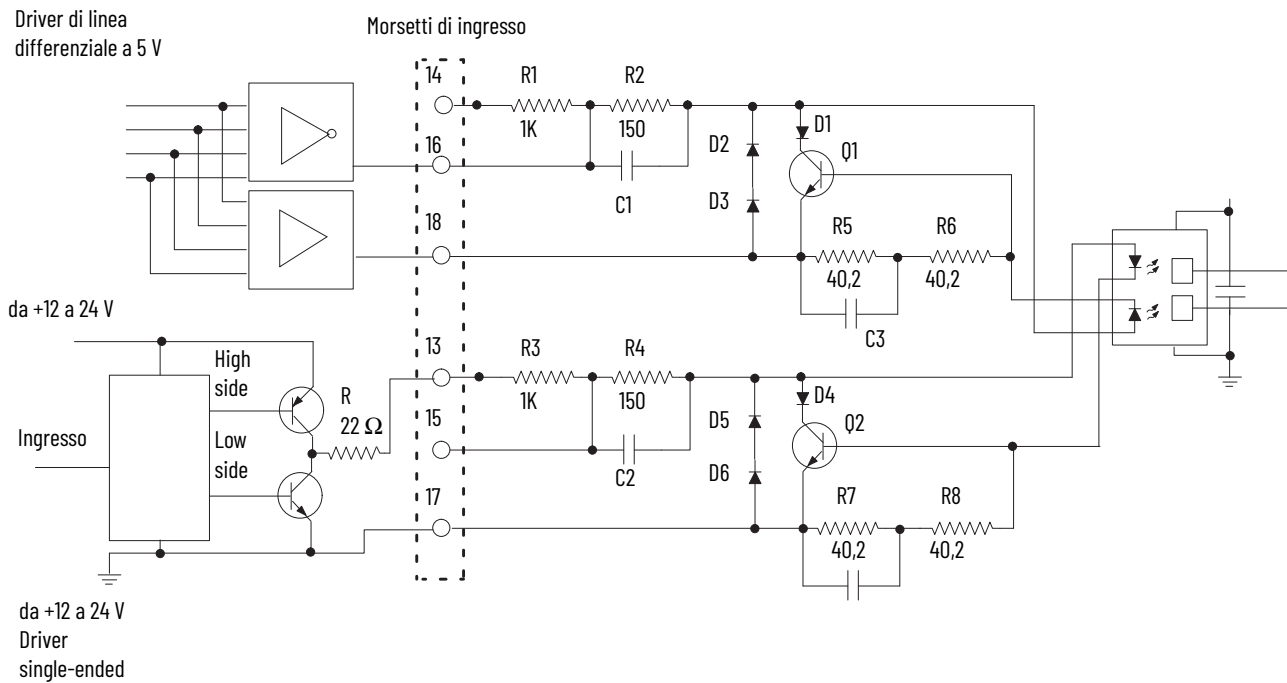 Driver di linea
differenziale a 5 V
Morsetti di ingresso
14
R1
R2
1K
150
D1
D2
Q1
16
C1
D3
18
R5
R6
40,2
40,2
C3
da +12 a 24 V
High
side
R
22 Ω
13
R3
R4
1K
150
D4
D5
Q2
Ingresso
Low
side
15
C2
D6
17
R7
R8
40,2
40,2
da +12 a 24 V
Driver
single-ended